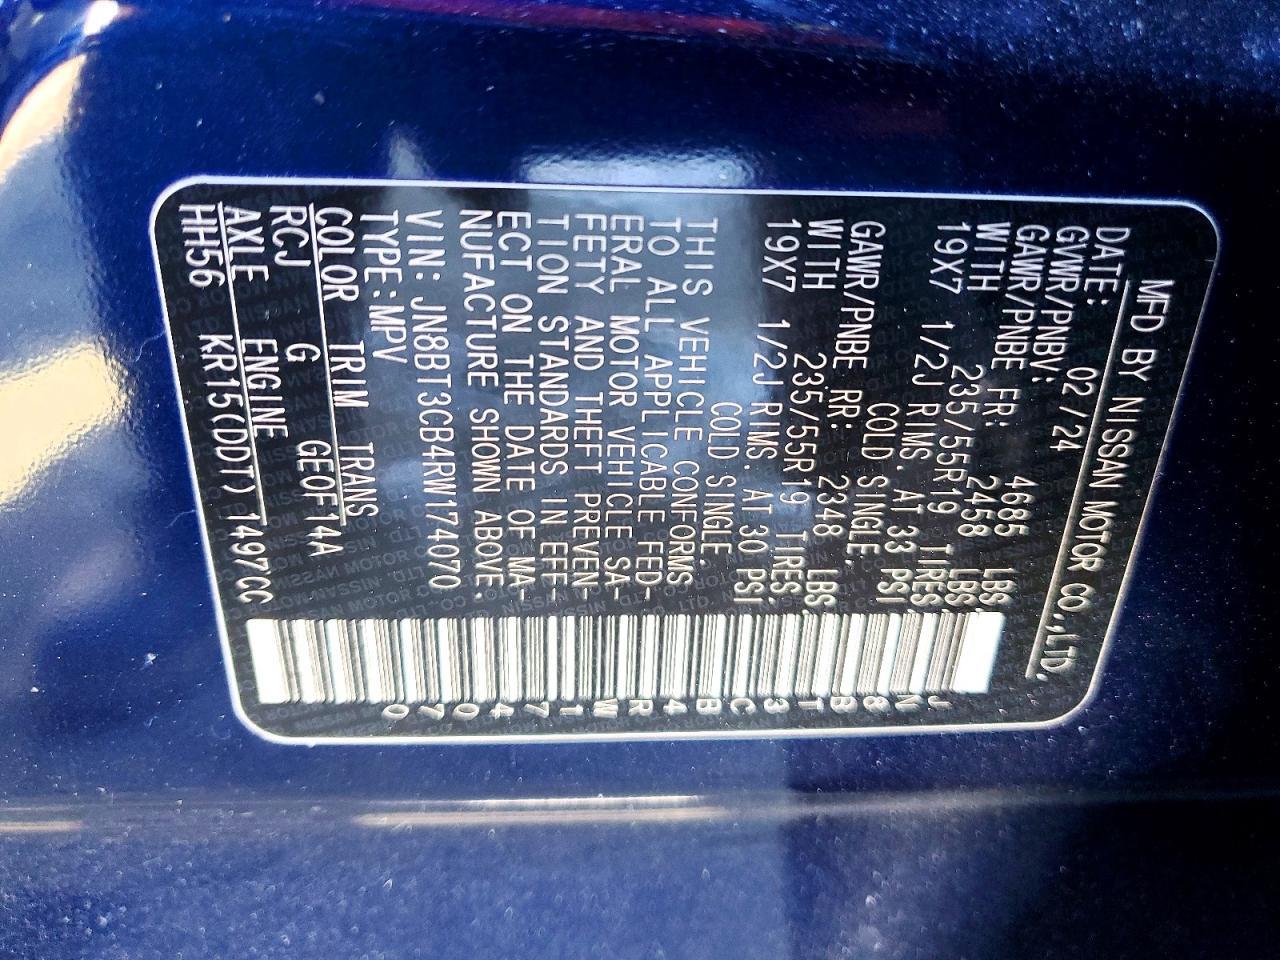 MFD BY NISSAN MOTOR CO.,LTD.
DATE: 02/24
GVWR/PNBV: 4685 LBS.
GAWR/PNBE FR: 2458 LBS.
WITH 235/55R19 TIRES,
19X7 1/2J RIMS. AT 33 PSI
COLD SINGLE.
GAWR/PNBE RR: 2348 LBS.
WITH 235/55R19 TIRES,
19X7 1/2J RIMS. AT 30 PSI
COLD SINGLE
THIS VEHICLE CONFORMS
TO ALL APPLICABLE FED-
ERAL MOTOR VEHICLE SA-
FETY AND THEFT PREVEN-
TION STANDARDS IN EFF-
ECT ON THE DATE OF MA-
NUFACTURE SHOWN ABOVE.
VIN: JN8BT3CB4RW174070
TYPE:MPV
COLOR TRIM TRANS
RCJ G GE0F14A
AXLE ENGINE
HH56 KR15(DDT) 1497CC
JN8BT3CB4RW174070